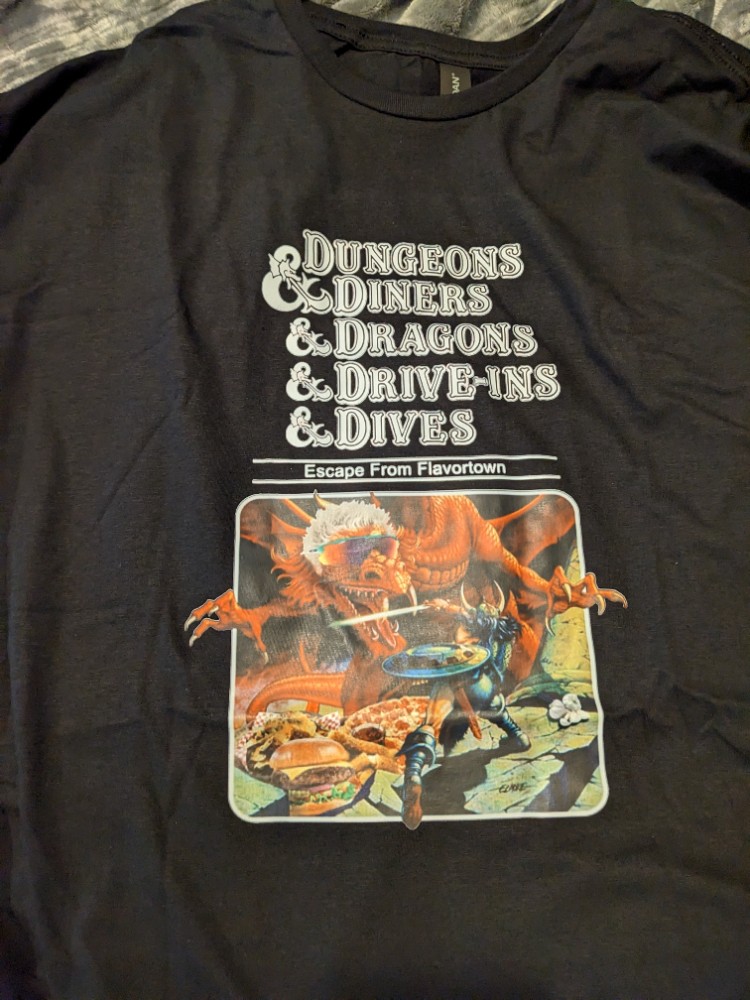 DUNGEONS
& DINERS
& DRAGONS
& DRIVE-INS
& DIVES
Escape From Flavortown